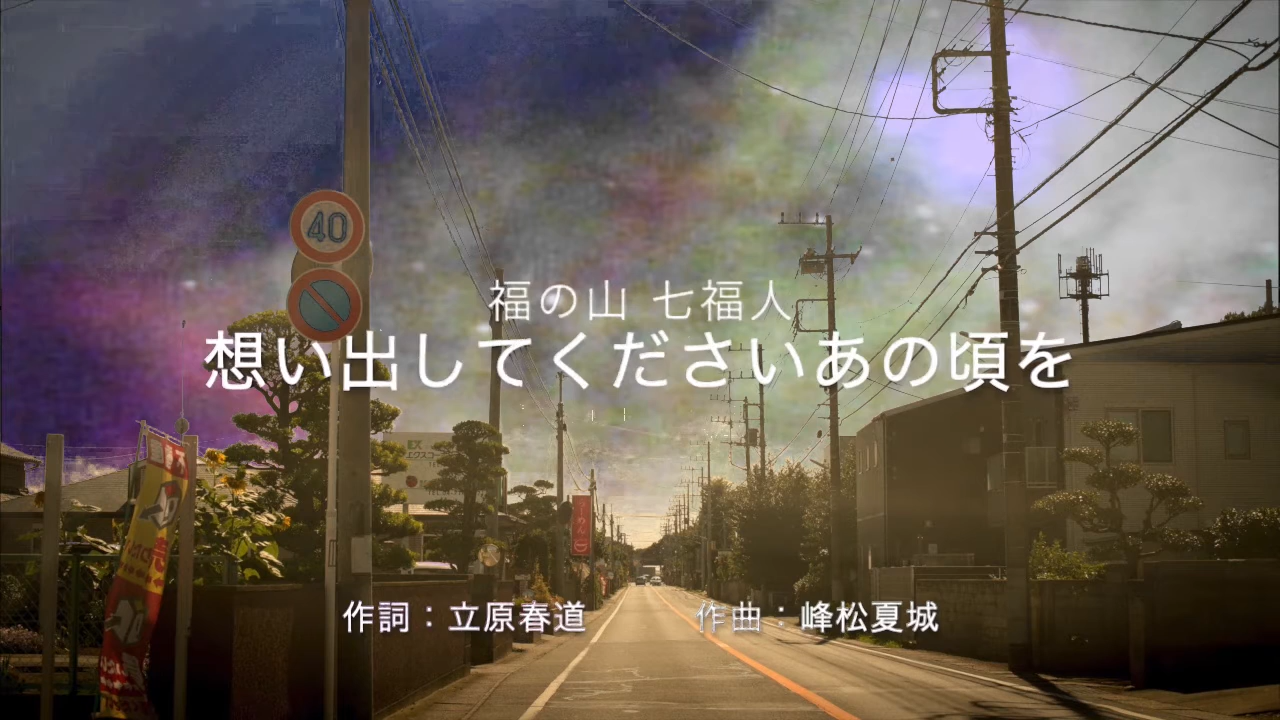 40
福の山 七福人
想い出してくださいあの頃を
作詞：立原春道
作曲：峰松夏城